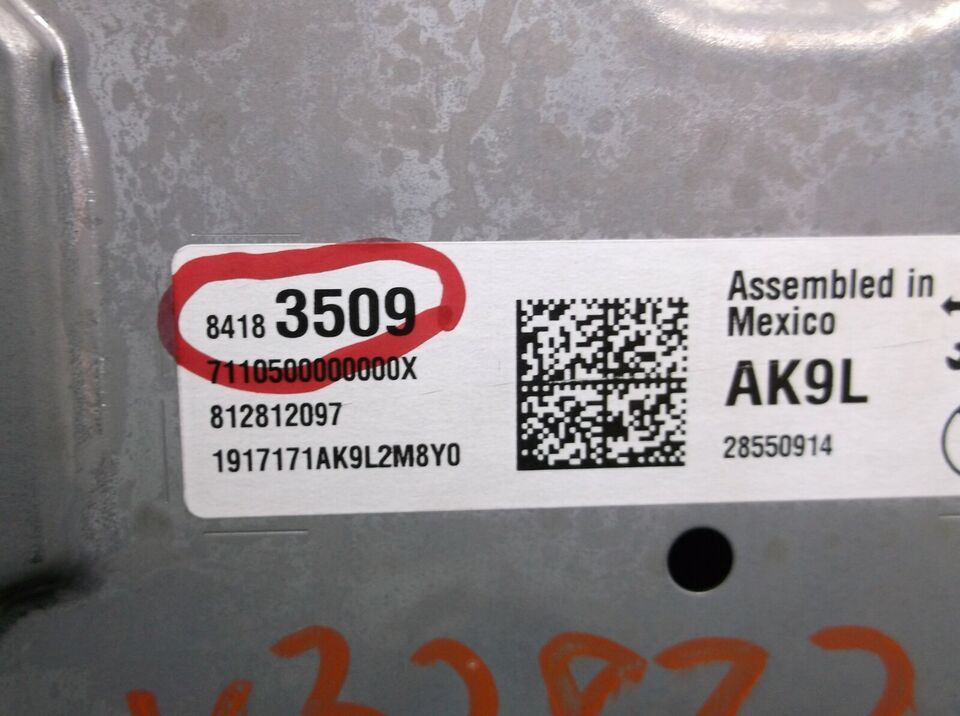 8418 3509
7110500000000X
812812097
1917171AK9L2M8Y0
Assembled in
Mexico
AK9L
28550914